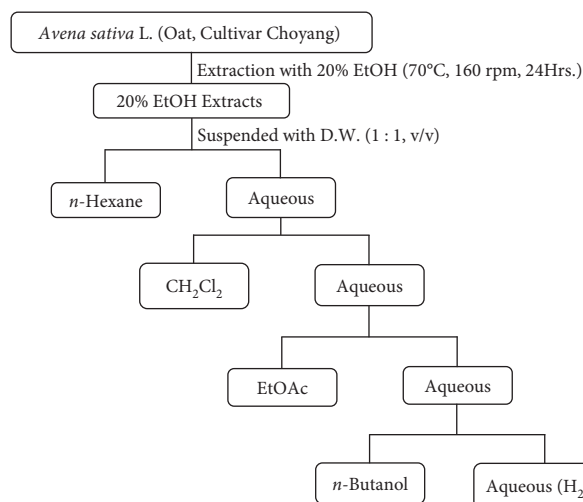 Avena sativa L. (Oat, Cultivar Choyang)
Extraction with 20% EtOH (70°C, 160 rpm, 24Hrs.)
20% EtOH Extracts
Suspended with D.W. (1 : 1, v/v)
n-Hexane
Aqueous
CH₂Cl₂
Aqueous
EtOAc
Aqueous
n-Butanol
Aqueous (H₂